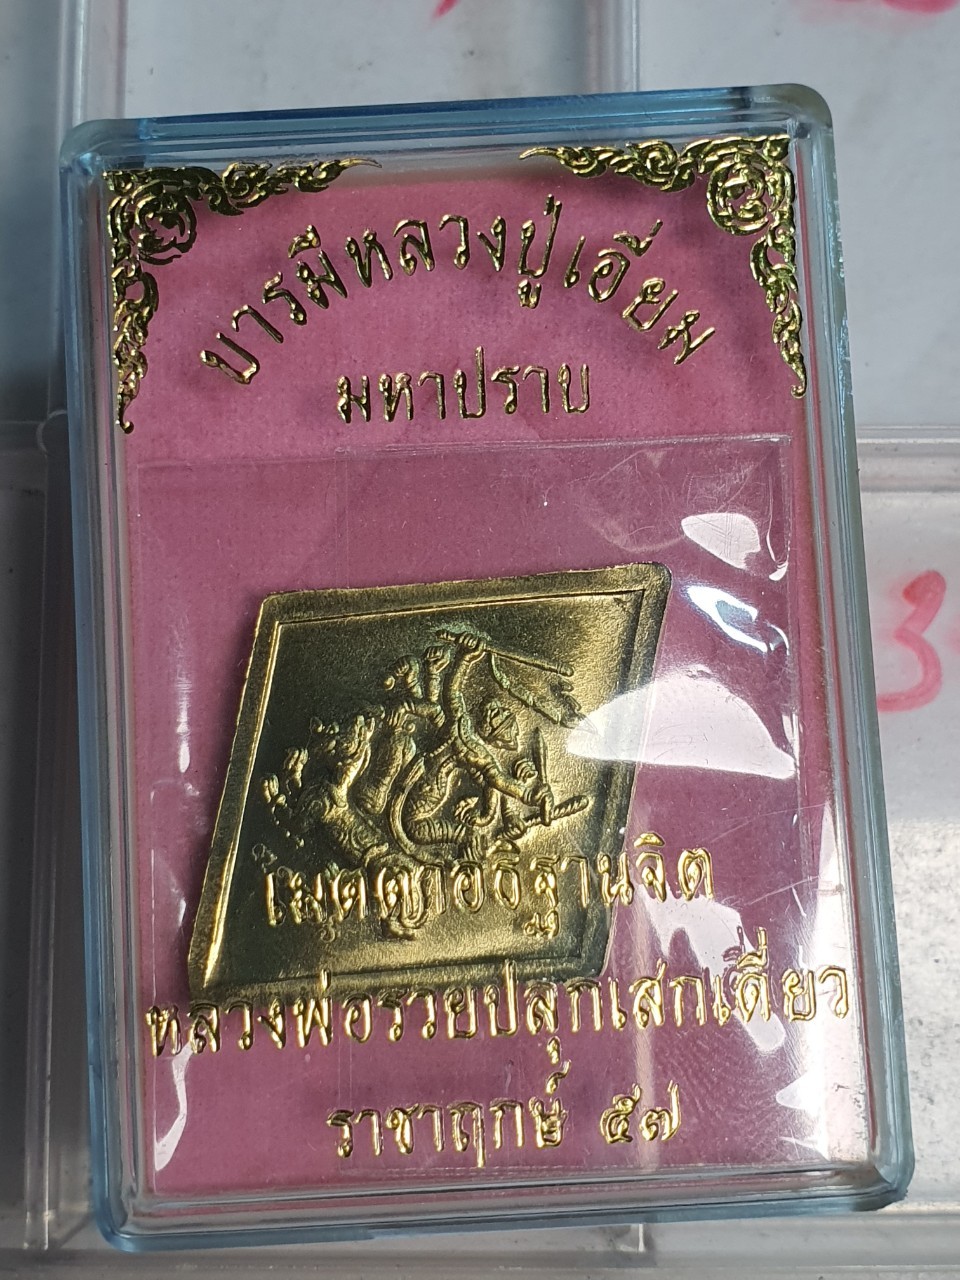 บารมีหลวงปู่เอี้ยม
มหาปราบ
เมตตาอธิฐานจิต
หลวงพ่อรวยปลุกเสกเดี่ยว
ราชาฤกษ์ ๕๗